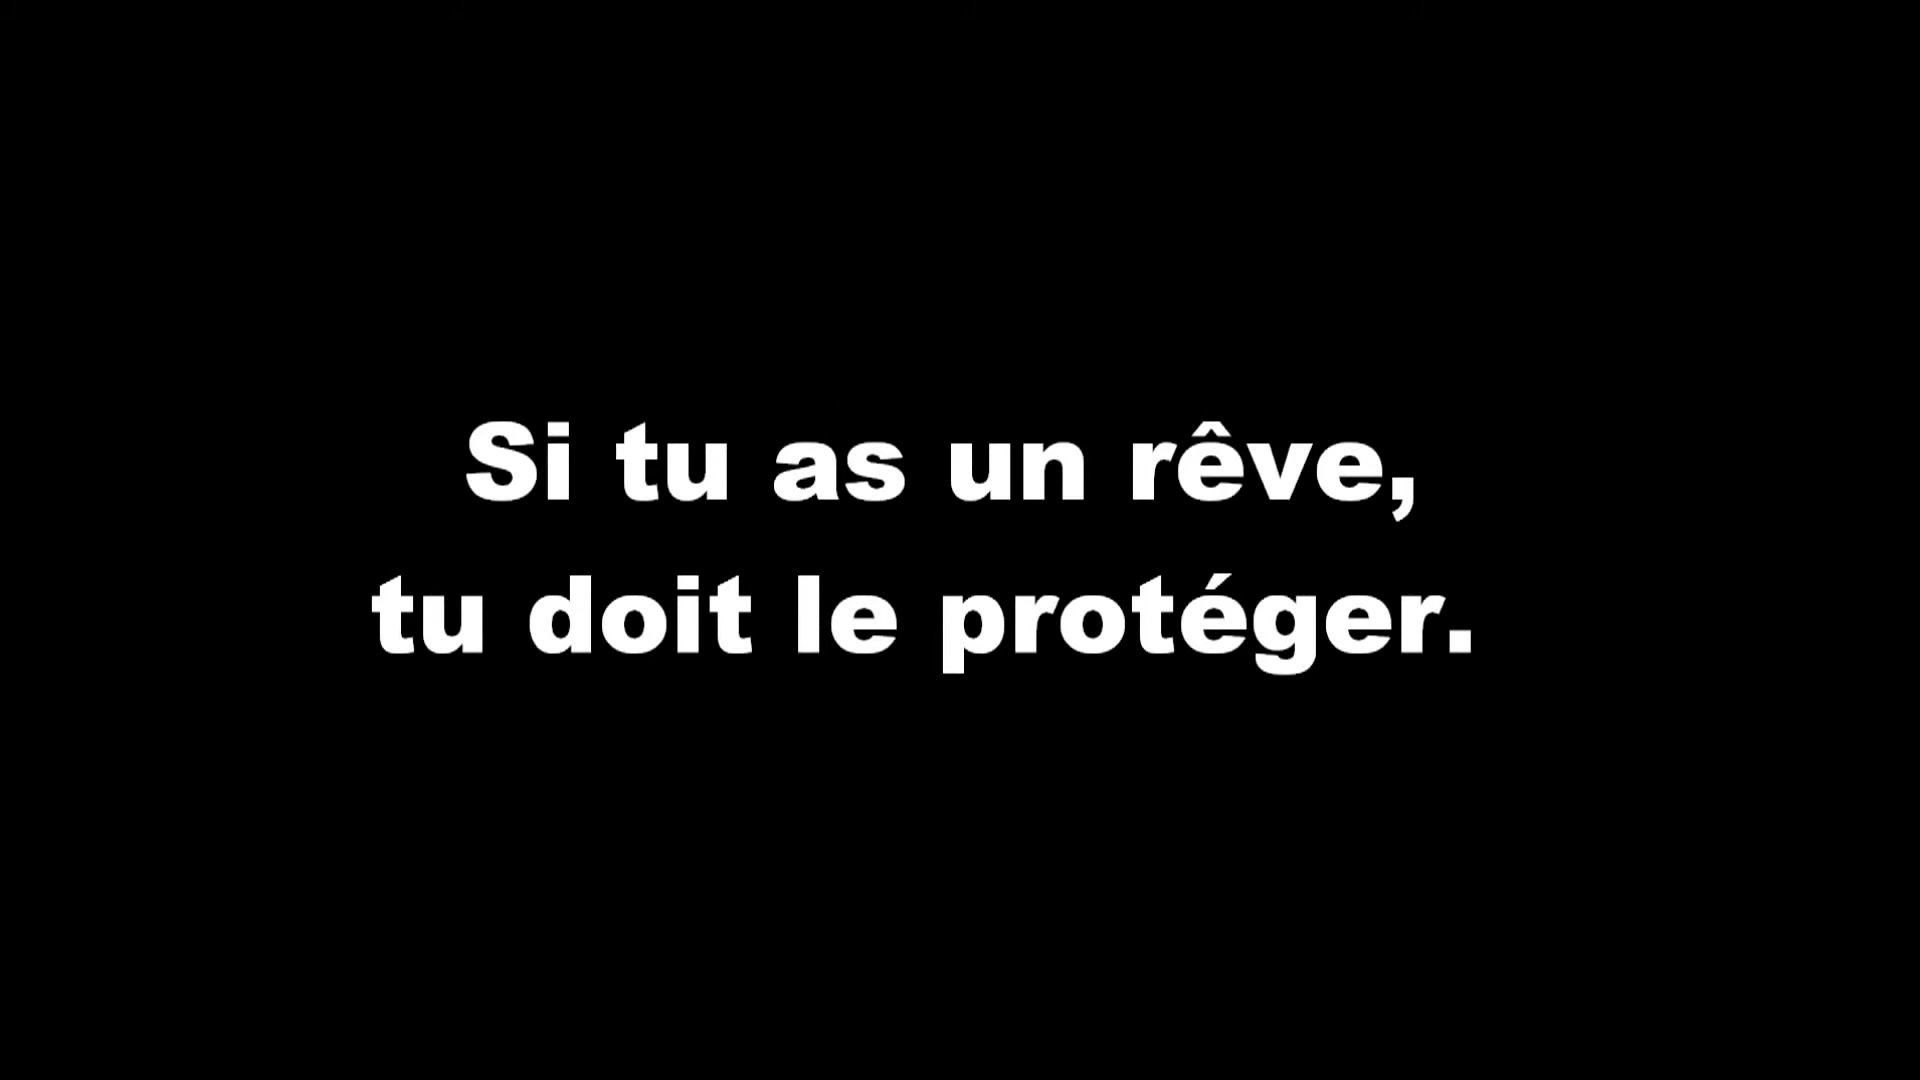 Si tu as un rêve,
tu doit le protéger.